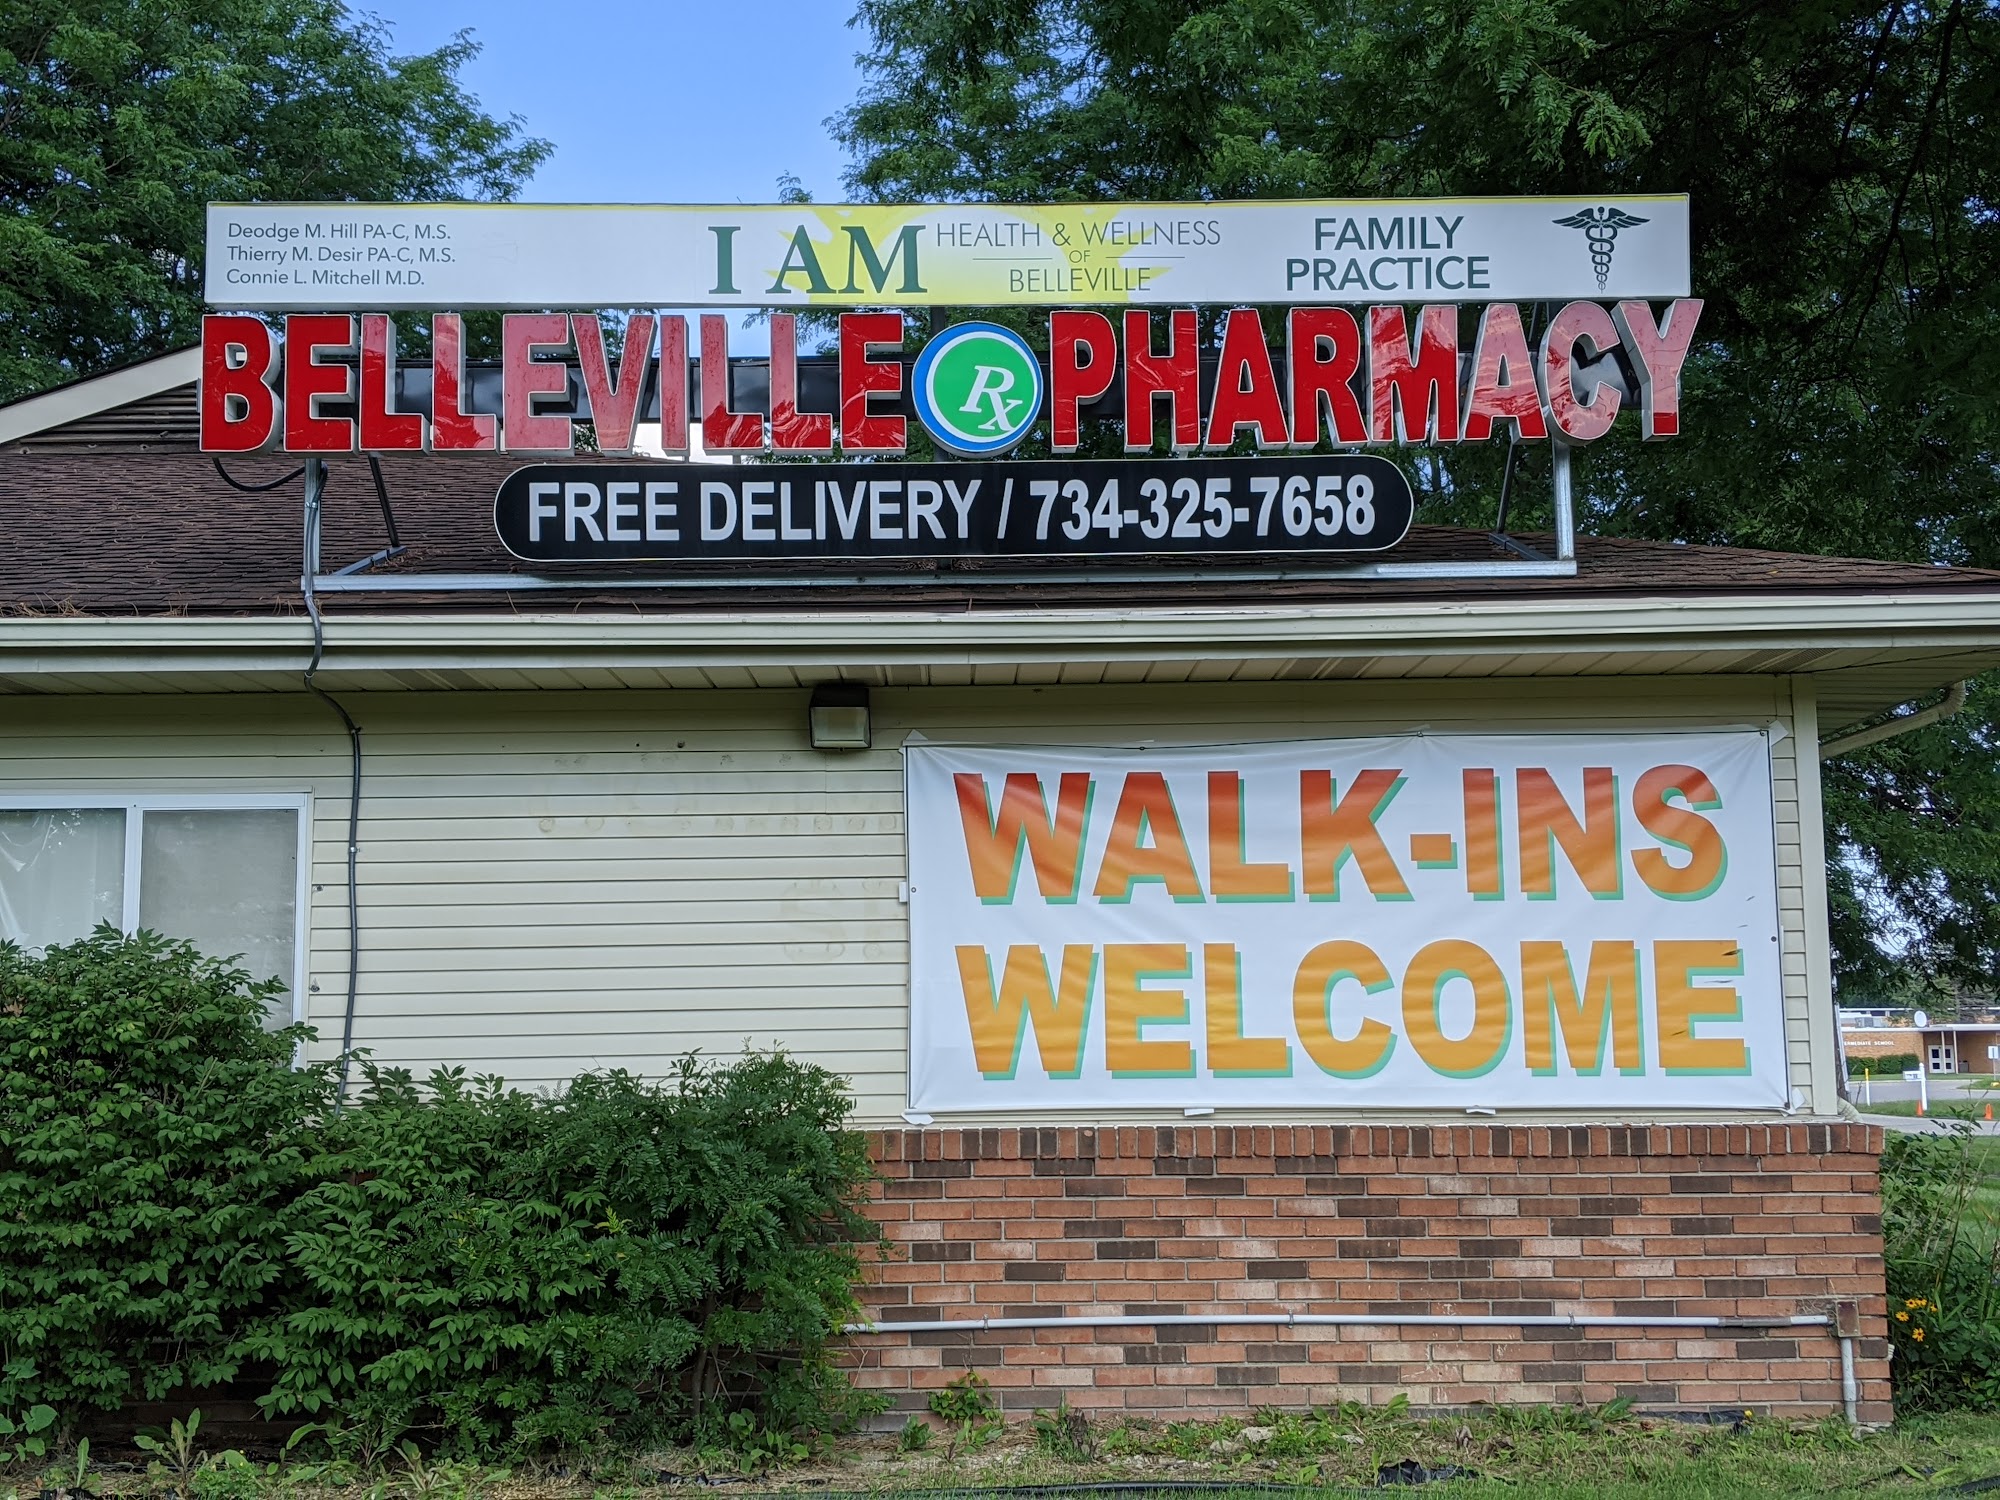 Deodge M. Hill PA-C, M.S.
Thierry M. Desir PA-C, M.S.
Connie L. Mitchell M.D.
I AM HEALTH & WELLNESS
OF
BELLEVILLE
FAMILY
PRACTICE
BELLEVILLE Rx PHARMACY
FREE DELIVERY / 734-325-7658
WALK-INS
WELCOME
SCHOOL